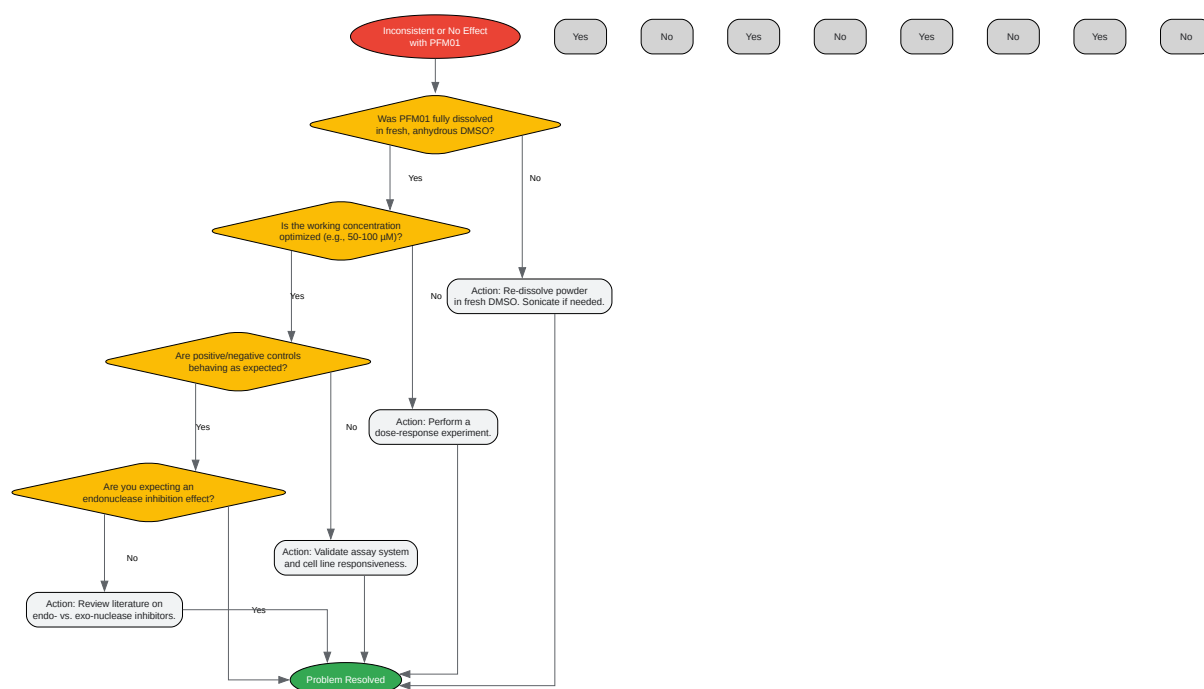 Inconsistent or No Effect
with PFM01
Yes
No
Yes
No
Yes
No
Yes
No
Was PFM01 fully dissolved
in fresh, anhydrous DMSO?
Yes
No
Is the working concentration
optimized (e.g., 50-100 µM)?
Yes
No
Action: Re-dissolve powder
in fresh DMSO. Sonicate if needed.
Are positive/negative controls
behaving as expected?
Yes
No
Action: Perform a
dose-response experiment.
Are you expecting an
endonuclease inhibition effect?
No
Action: Validate assay system
and cell line responsiveness.
Action: Review literature on
endo- vs. exo-nuclease inhibitors.
Yes
Problem Resolved